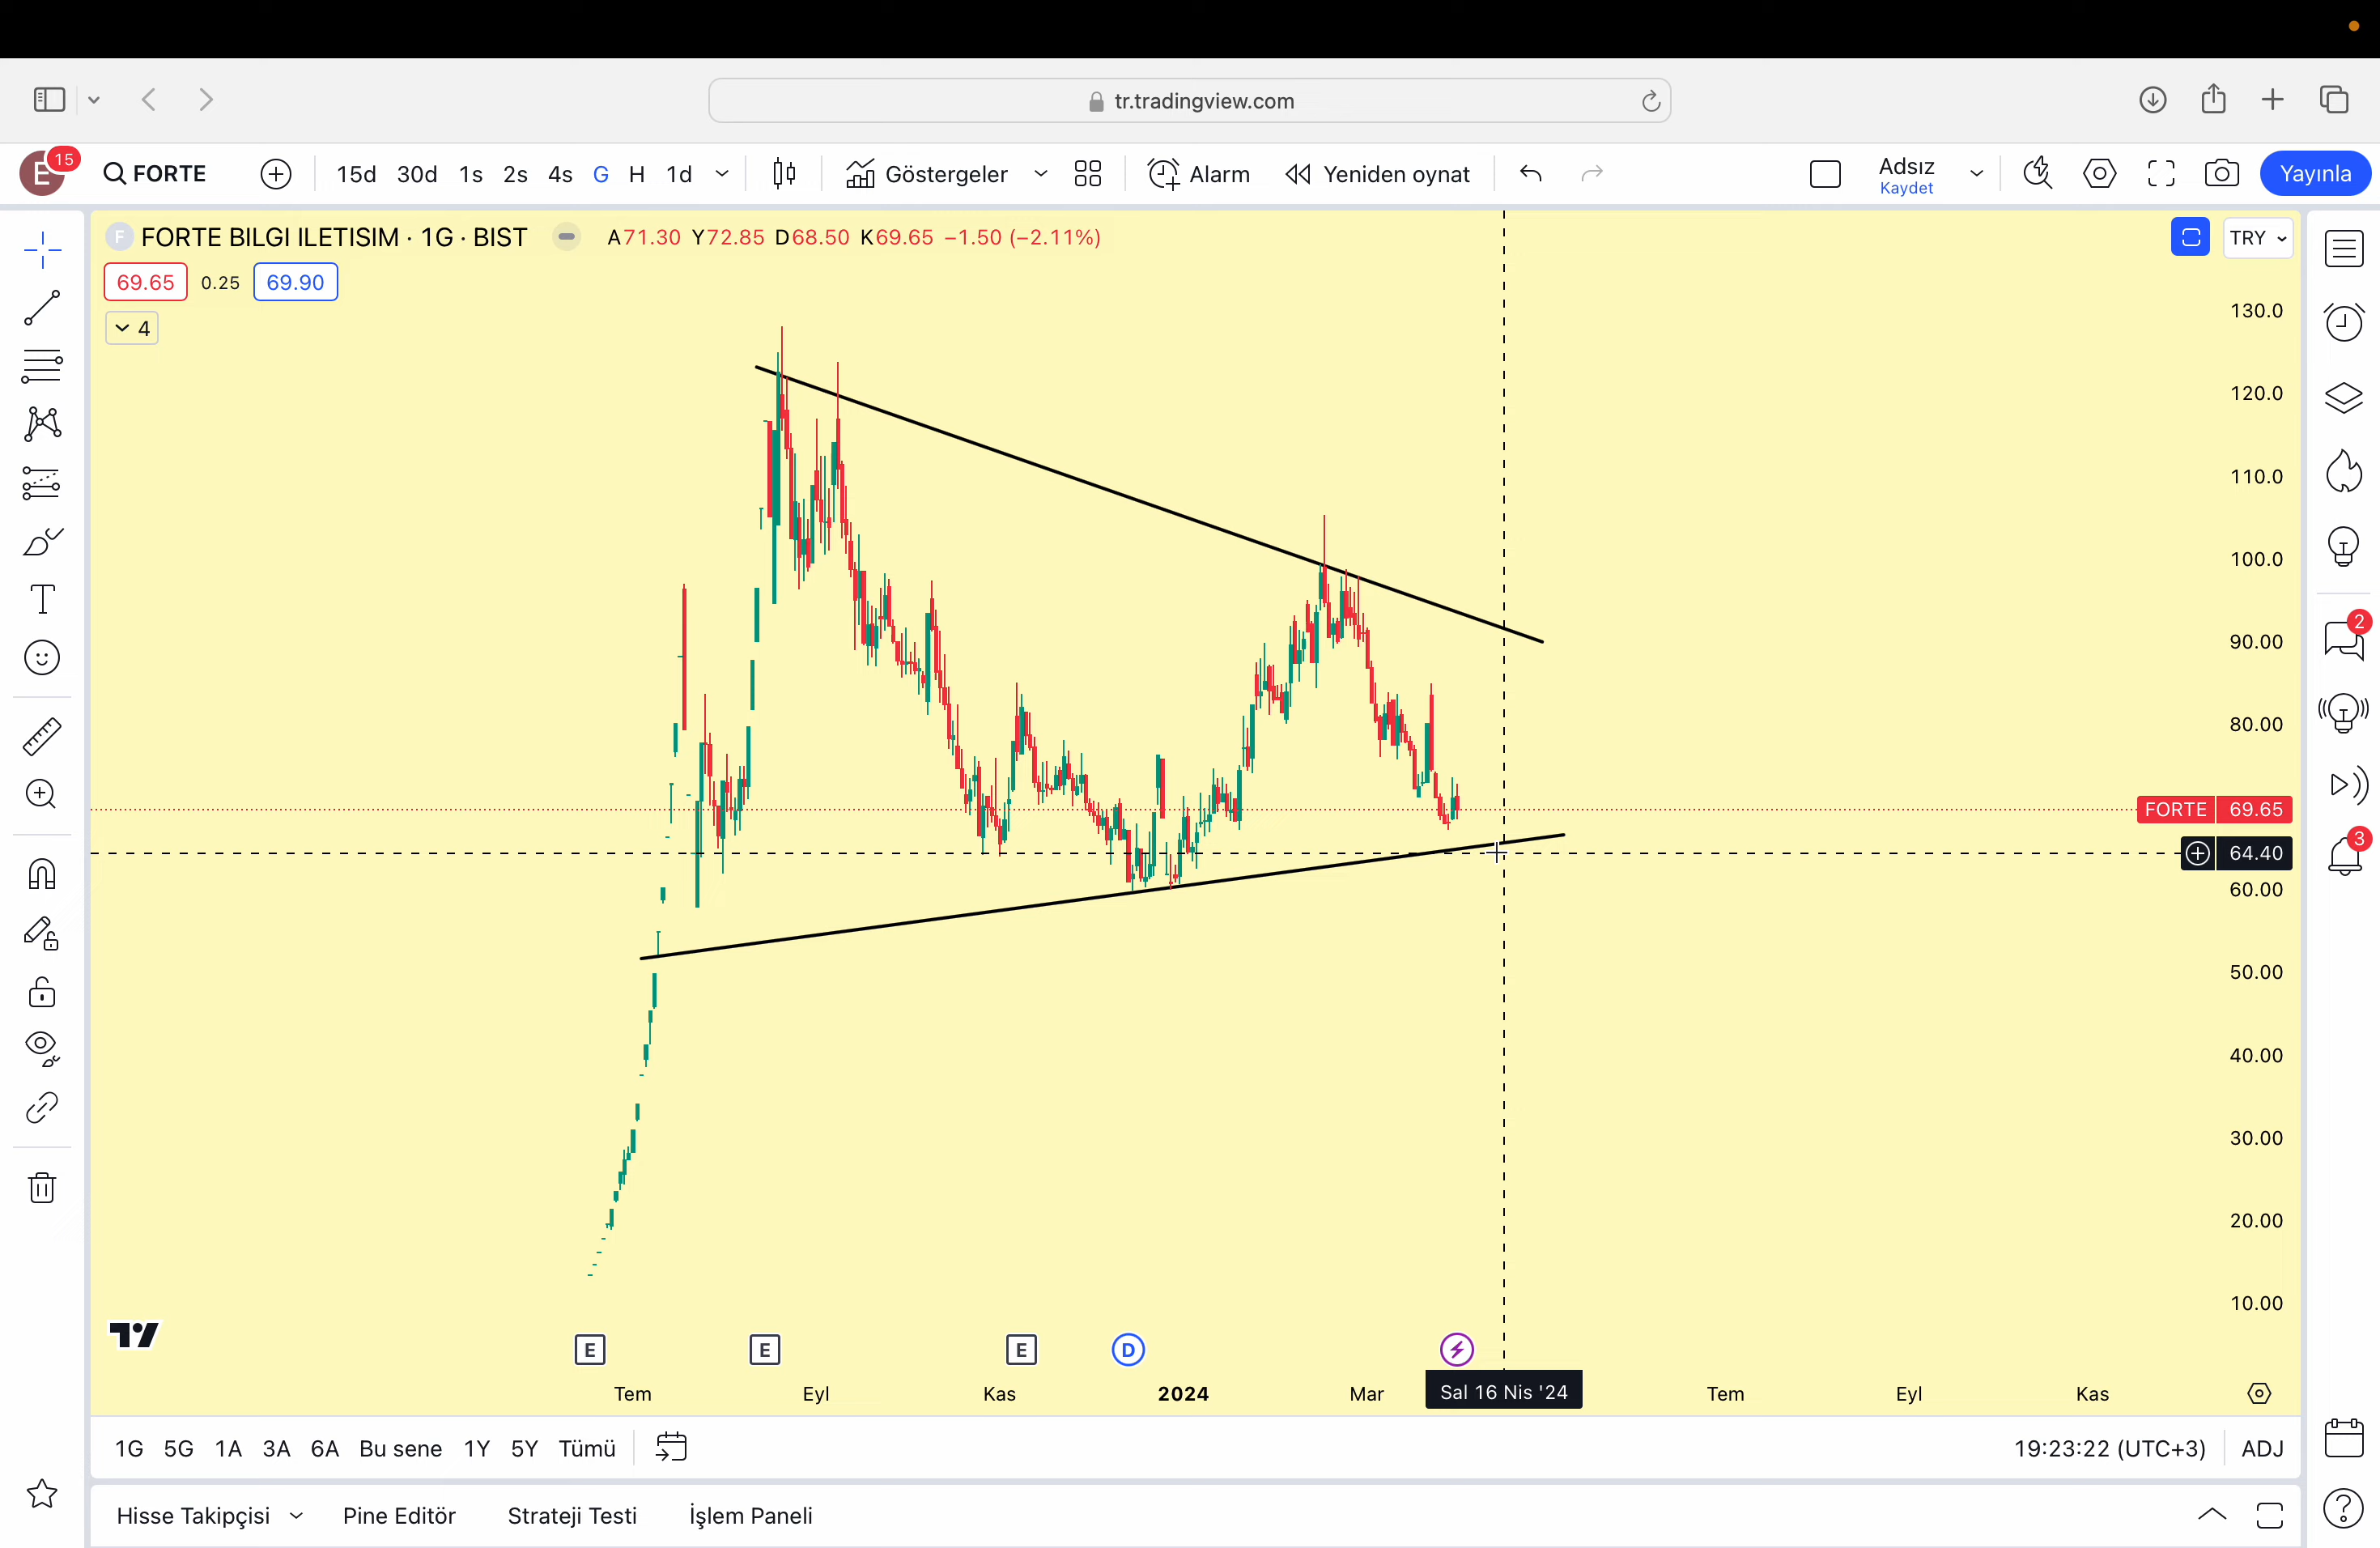 tr.tradingview.com
E 15 FORTE 15d 30d 1s 2s 4s G H 1d Göstergeler Alarm Yeniden oynat Adsız Yayınla
Kaydet
F FORTE BILGI ILETISIM · 1G · BIST A71.30 Y72.85 D68.50 K69.65 −1.50 (−2.11%) TRY
69.65 0.25 69.90
4
130.0
120.0
110.0
100.0
90.00
2
80.00
FORTE 69.65
3
64.40
60.00
50.00
40.00
30.00
20.00
10.00
E E E D
Tem Eyl Kas 2024 Mar Sal 16 Nis '24 Tem Eyl Kas
1G 5G 1A 3A 6A Bu sene 1Y 5Y Tümü 19:23:22 (UTC+3) ADJ
Hisse Takipçisi Pine Editör Strateji Testi İşlem Paneli